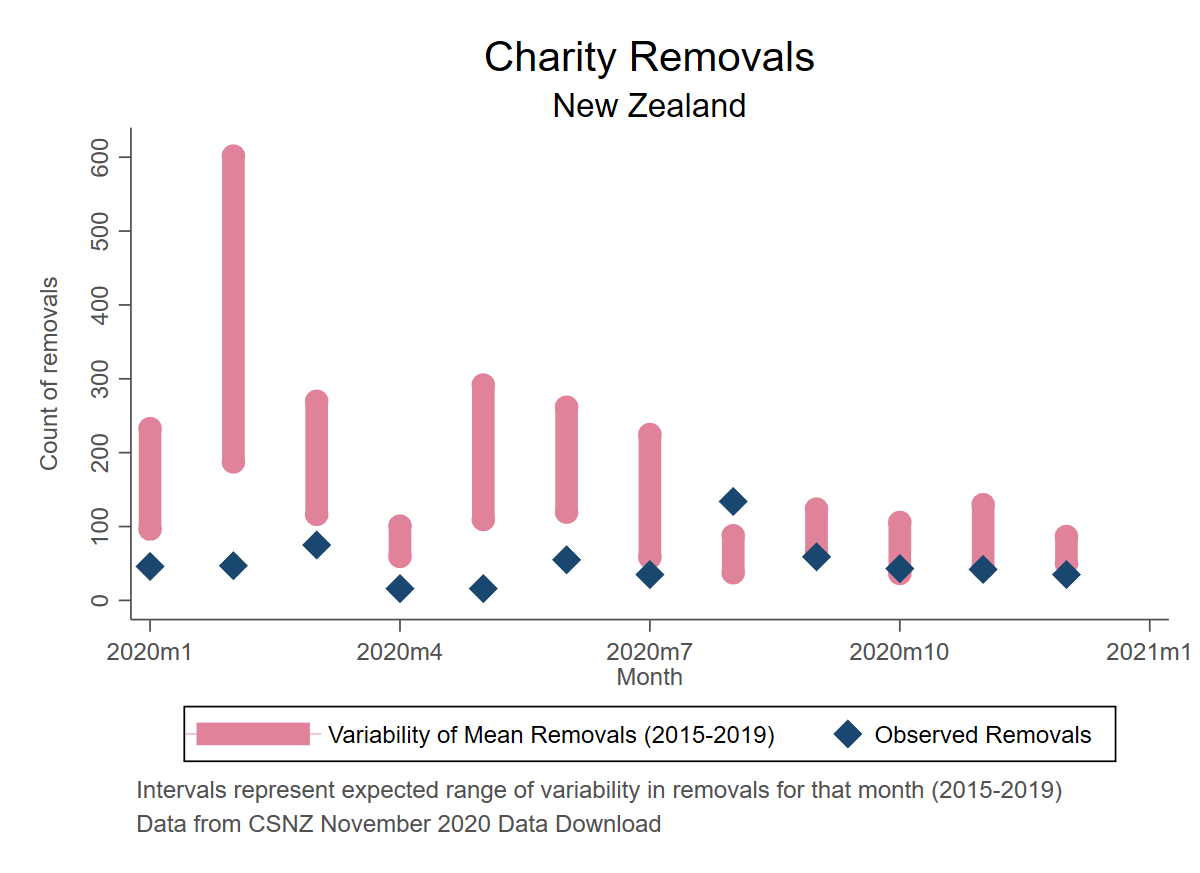 Charity Removals
New Zealand
Count of removals
600
500
400
300
200
100
0
2020m1 2020m4 2020m7 2020m10 2021m1
Month
Variability of Mean Removals (2015-2019) Observed Removals
Intervals represent expected range of variability in removals for that month (2015-2019)
Data from CSNZ November 2020 Data Download